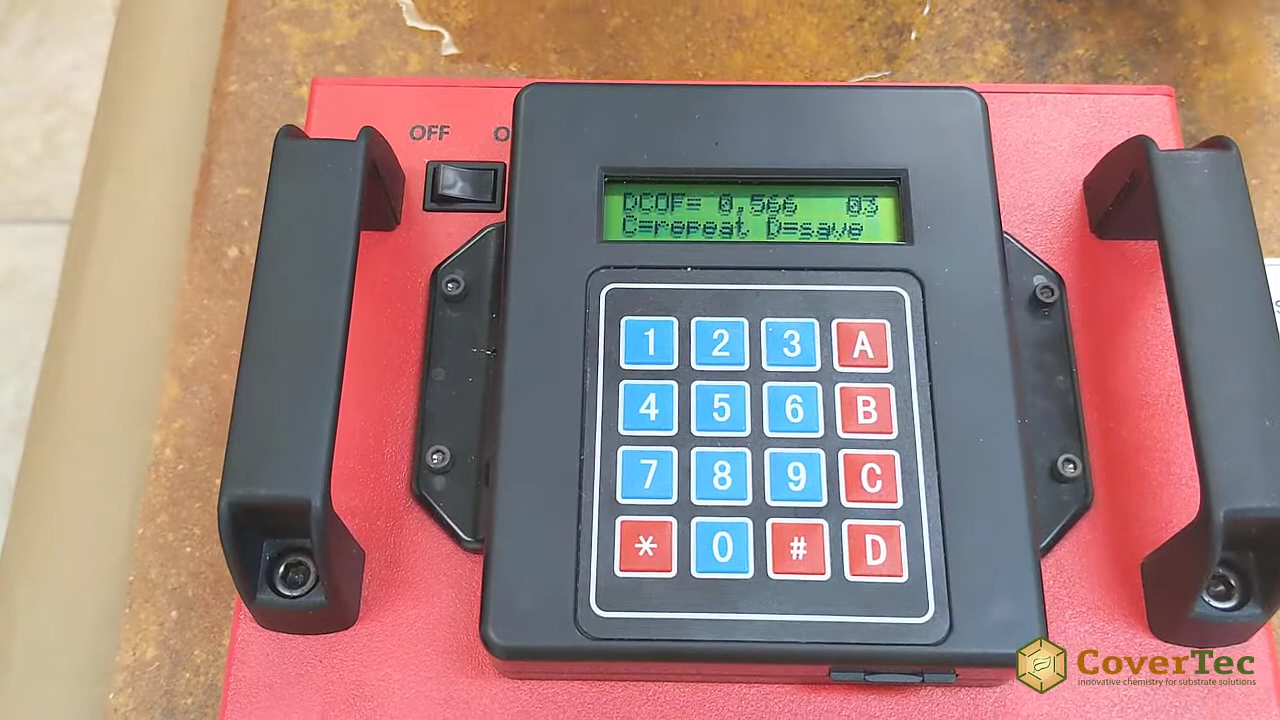 OFF O
DCOF= 0.566 03
C=repeat D=save
1 2 3 A
4 5 6 B
7 8 9 C
* 0 # D
CoverTec
innovative chemistry for substrate solutions